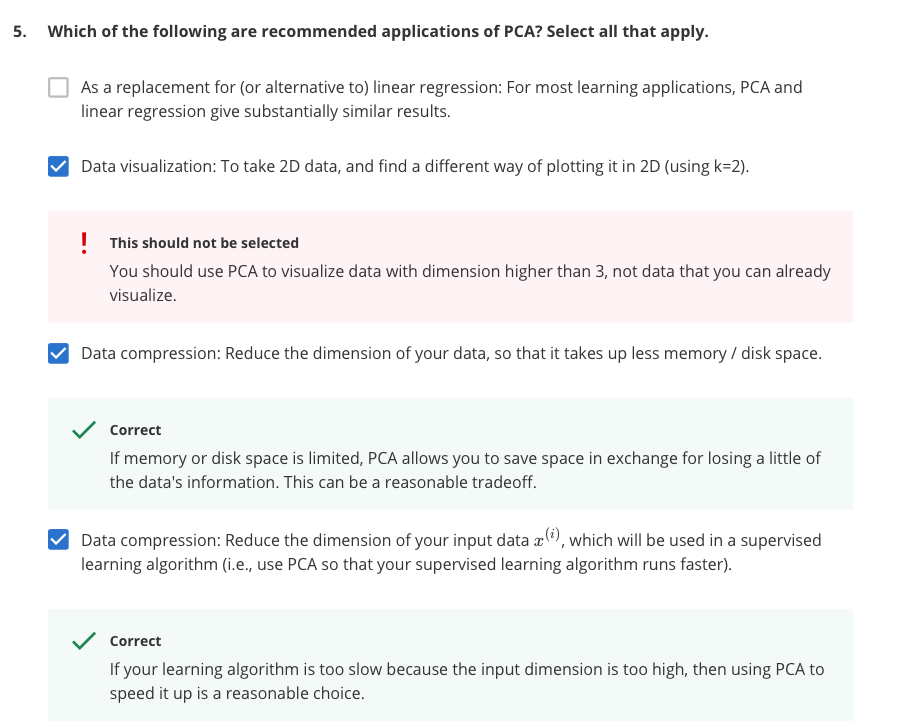 5. Which of the following are recommended applications of PCA? Select all that apply.
As a replacement for (or alternative to) linear regression: For most learning applications, PCA and
linear regression give substantially similar results.
Data visualization: To take 2D data, and find a different way of plotting it in 2D (using k=2).
! This should not be selected
You should use PCA to visualize data with dimension higher than 3, not data that you can already
visualize.
Data compression: Reduce the dimension of your data, so that it takes up less memory / disk space.
Correct
If memory or disk space is limited, PCA allows you to save space in exchange for losing a little of
the data's information. This can be a reasonable tradeoff.
Data compression: Reduce the dimension of your input data x^(i), which will be used in a supervised
learning algorithm (i.e., use PCA so that your supervised learning algorithm runs faster).
Correct
If your learning algorithm is too slow because the input dimension is too high, then using PCA to
speed it up is a reasonable choice.